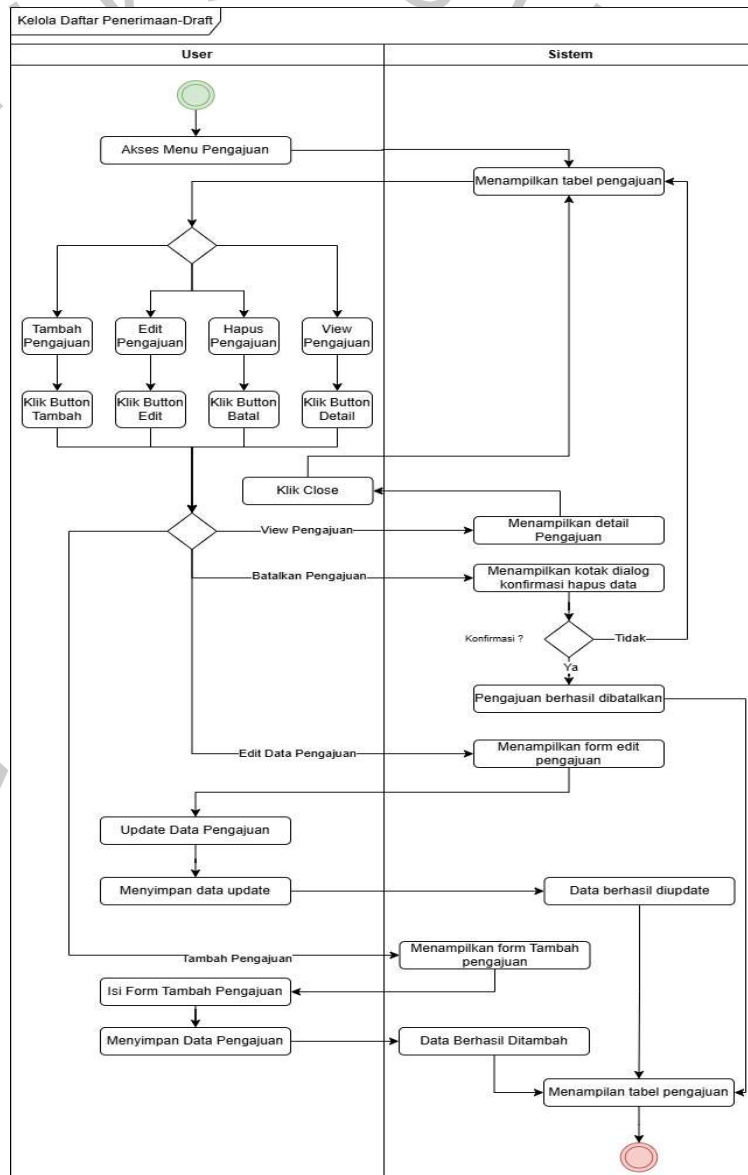 Kelola Daftar Penerimaan-Draft
User
Sistem
Akses Menu Pengajuan
Menampilkan tabel pengajuan
Tambah
Pengajuan
Edit
Pengajuan
Hapus
Pengajuan
View
Pengajuan
Klik Button
Tambah
Klik Button
Edit
Klik Button
Batal
Klik Button
Detail
Klik Close
View Pengajuan
Menampilkan detail
Pengajuan
Batalkan Pengajuan
Menampilkan kotak dialog
konfirmasi hapus data
Konfirmasi ?
Tidak
Ya
Pengajuan berhasil dibatalkan
Edit Data Pengajuan
Menampilkan form edit
pengajuan
Update Data Pengajuan
Menyimpan data update
Data berhasil diupdate
Tambah Pengajuan
Menampilkan form Tambah
pengajuan
Isi Form Tambah Pengajuan
Menyimpan Data Pengajuan
Data Berhasil Ditambah
Menampilan tabel pengajuan